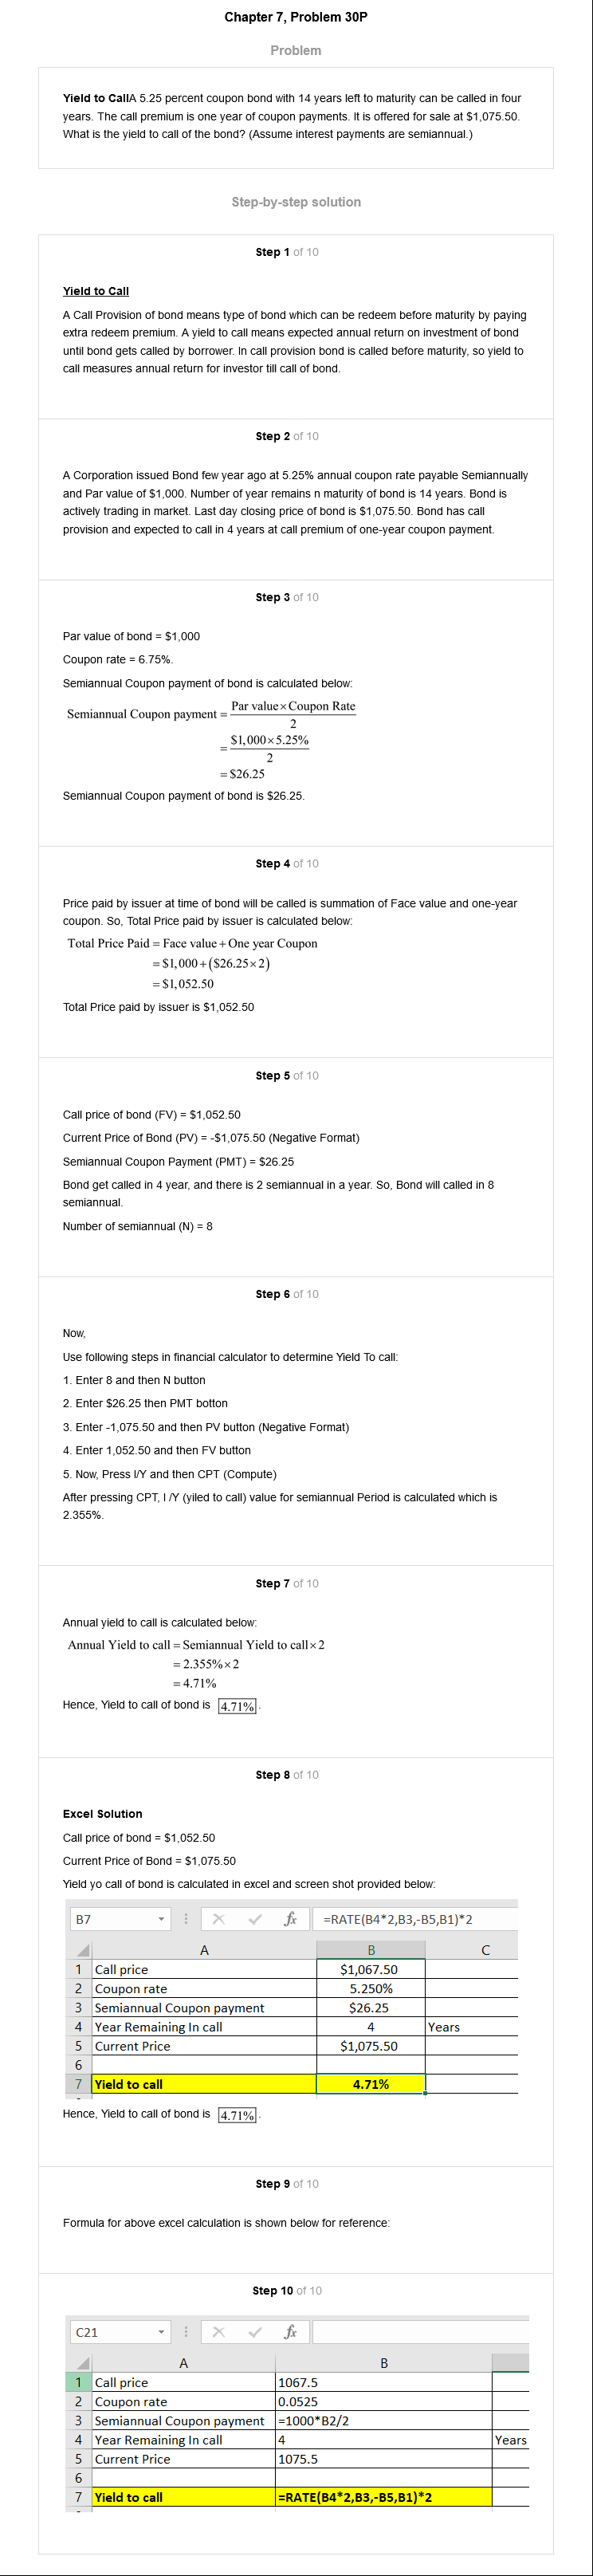 Chapter 7, Problem 30P
Problem
Yield to CallA 5.25 percent coupon bond with 14 years left to maturity can be called in four
years. The call premium is one year of coupon payments. It is offered for sale at $1,075.50.
What is the yield to call of the bond? (Assume interest payments are semiannual.)
Step-by-step solution
Step 1 of 10
Yield to Call
A Call Provision of bond means type of bond which can be redeem before maturity by paying
extra redeem premium. A yield to call means expected annual return on investment of bond
until bond gets called by borrower. In call provision bond is called before maturity, so yield to
call measures annual return for investor till call of bond.
Step 2 of 10
A Corporation issued Bond few year ago at 5.25% annual coupon rate payable Semiannually
and Par value of $1,000. Number of year remains n maturity of bond is 14 years. Bond is
actively trading in market. Last day closing price of bond is $1,075.50. Bond has call
provision and expected to call in 4 years at call premium of one-year coupon payment.
Step 3 of 10
Par value of bond = $1,000
Coupon rate = 6.75%.
Semiannual Coupon payment of bond is calculated below:
Semiannual Coupon payment = Par value×Coupon Rate
2
= $1,000×5.25%
2
= $26.25
Semiannual Coupon payment of bond is $26.25.
Step 4 of 10
Price paid by issuer at time of bond will be called is summation of Face value and one-year
coupon. So, Total Price paid by issuer is calculated below:
Total Price Paid = Face value + One year Coupon
= $1,000 + ($26.25×2)
= $1,052.50
Total Price paid by issuer is $1,052.50
Step 5 of 10
Call price of bond (FV) = $1,052.50
Current Price of Bond (PV) = -$1,075.50 (Negative Format)
Semiannual Coupon Payment (PMT) = $26.25
Bond get called in 4 year, and there is 2 semiannual in a year. So, Bond will called in 8
semiannual.
Number of semiannual (N) = 8
Step 6 of 10
Now,
Use following steps in financial calculator to determine Yield To call:
1. Enter 8 and then N button
2. Enter $26.25 then PMT botton
3. Enter -1,075.50 and then PV button (Negative Format)
4. Enter 1,052.50 and then FV button
5. Now, Press I/Y and then CPT (Compute)
After pressing CPT, I /Y (yiled to call) value for semiannual Period is calculated which is
2.355%.
Step 7 of 10
Annual yield to call is calculated below:
Annual Yield to call = Semiannual Yield to call×2
= 2.355%×2
= 4.71%
Hence, Yield to call of bond is 4.71%.
Step 8 of 10
Excel Solution
Call price of bond = $1,052.50
Current Price of Bond = $1,075.50
Yield yo call of bond is calculated in excel and screen shot provided below:
B7 fx =RATE(B4*2,B3,-B5,B1)*2
A B C
1 Call price $1,067.50
2 Coupon rate 5.250%
3 Semiannual Coupon payment $26.25
4 Year Remaining In call 4 Years
5 Current Price $1,075.50
6
7 Yield to call 4.71%
Hence, Yield to call of bond is 4.71%.
Step 9 of 10
Formula for above excel calculation is shown below for reference:
Step 10 of 10
C21 fx
A B
1 Call price 1067.5
2 Coupon rate 0.0525
3 Semiannual Coupon payment =1000*B2/2
4 Year Remaining In call 4 Years
5 Current Price 1075.5
6
7 Yield to call =RATE(B4*2,B3,-B5,B1)*2